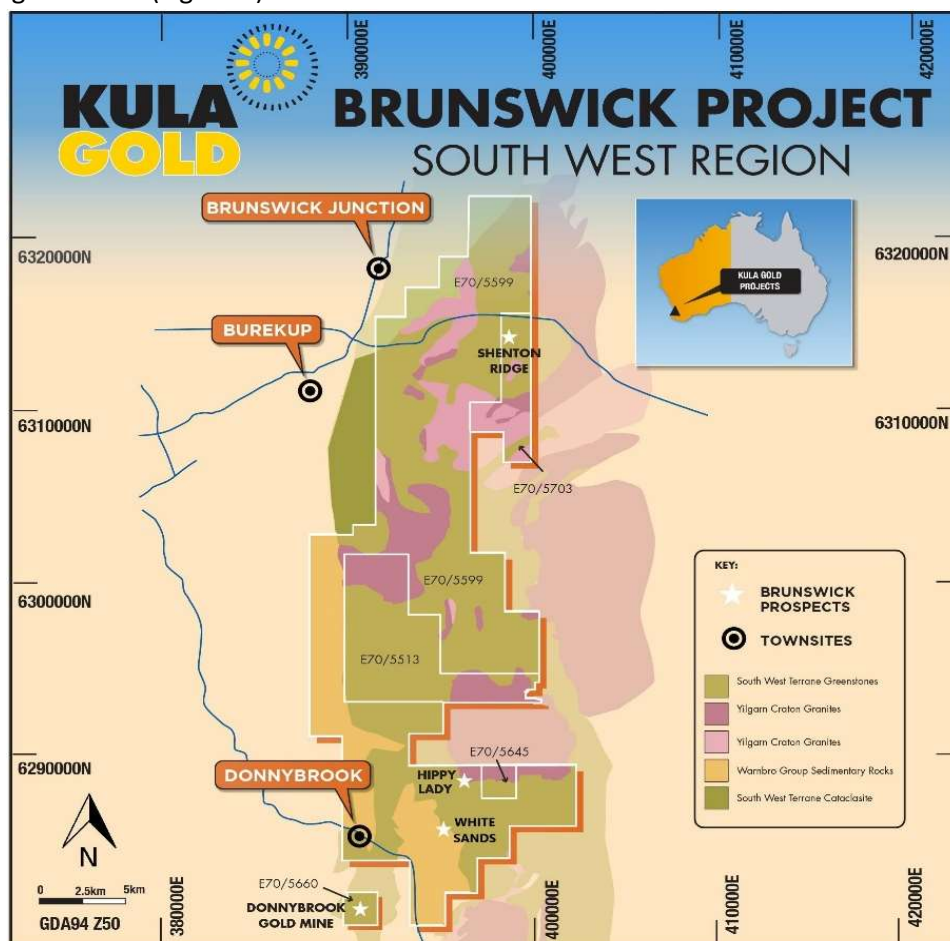 390000E
400000E
410000E
420000E
KULA
GOLD
BRUNSWICK PROJECT
SOUTH WEST REGION
BRUNSWICK JUNCTION
6320000N
6320000N
E70/5599
KULA GOLD
PROJECTS
BUREKUP
SHENTON
RIDGE
6310000N
6310000N
E70/5703
KEY:
BRUNSWICK
PROSPECTS
TOWNSITES
South West Terrane Greenstones
Yilgarn Craton Granites
Yilgarn Craton Granites
Warnbro Group Sedimentary Rocks
South West Terrane Cataclasite
6300000N
E70/5599
E70/5513
6290000N
E70/5645
DONNYBROOK
HIPPY
LADY
WHITE
SANDS
N
0 2.5km 5km
GDA94 Z50
E70/5660
DONNYBROOK
GOLD MINE
380000E
400000E
410000E
420000E